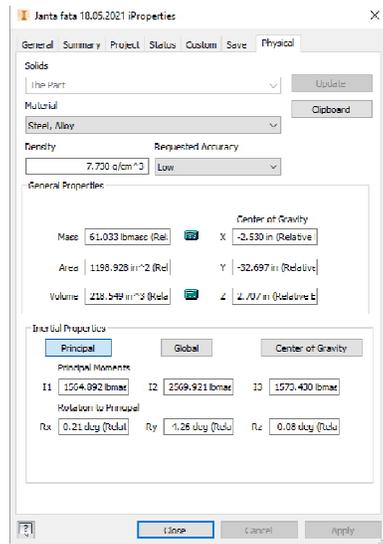 Janta fata 18.05.2021 iProperties
General Summary Project Status Custom Save Physical
Solids
The Part Update
Material Clipboard
Steel, Alloy
Density Requested Accuracy
7.730 g/cm^3 Low
General Properties
Center of Gravity
Mass 61.033 lbmass (Rel X -2.530 in (Relative
Area 1198.928 in^2 (Rel Y -32.697 in (Relative
Volume 218.549 in^3 (Rela Z 2.707 in (Relative E
Inertial Properties
Principal Global Center of Gravity
Principal Moments
I1 1564.892 lbmas I2 2569.921 lbmas I3 1573.430 lbmas
Rotation to Principal
Rx 0.21 deg (Relat Ry -1.26 deg (Rela Rz 0.08 deg (Rela
Close Cancel Apply